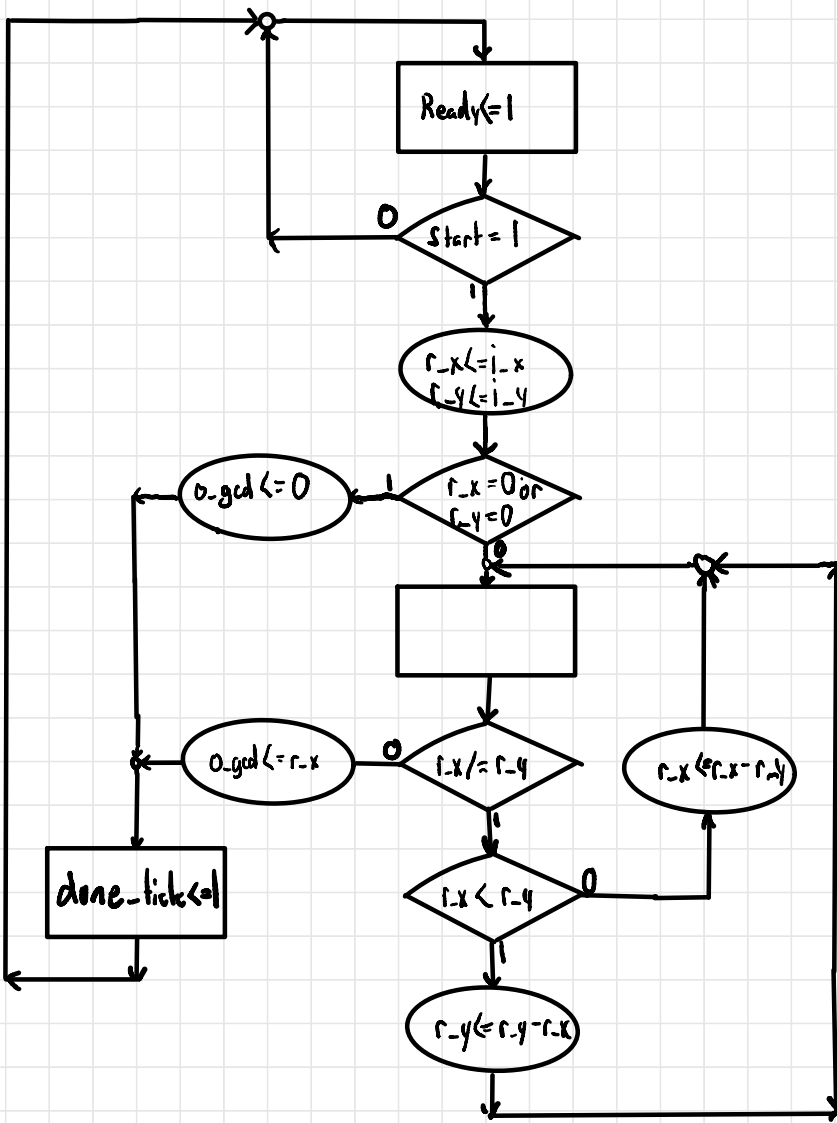 Ready<=1
0
Start = 1
1
r_x<=i_x
r_y<=i_y
o_gcd <= 0
1
r_x =0 or
r_y=0
0
o_gcd <= r_x
0
r_x/= r_y
r_x <=r_x-r_y
1
done_tick<=1
r_x < r_y
0
1
r_y<=r_y-r_x